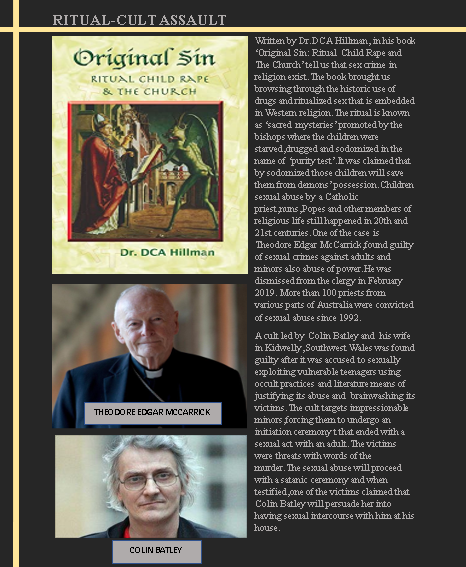 RITUAL-CULT ASSAULT
Original Sin
RITUAL CHILD RAPE
& THE CHURCH
Dr. DCA Hillman
THEODORE EDGAR MCCARRICK
COLIN BATLEY
Written by Dr.DCA Hillman, in his book
‘Original Sin: Ritual Child Rape and
The Church’ tell us that sex crime in
religion exist. The book brought us
browsing through the historic use of
drugs and ritualized sex that is embedded
in Western religion. The ritual is known
as ‘sacred mysteries’ promoted by the
bishops where the children were
starved,drugged and sodomized in the
name of ‘purity test’.It was claimed that
by sodomized those children will save
them from demons’ possession.Children
sexual abuse by a Catholic
priest,nuns ,Popes and other members of
religious life still happened in 20th and
21st centuries. One of the case is
Theodore Edgar McCarrick ,found guilty
of sexual crimes against adults and
minors also abuse of power.He was
dismissed from the clergy in February
2019. More than 100 priests from
various parts of Australia were convicted
of sexual abuse since 1992.
A cult led by Colin Batley and his wife
in Kidwelly ,Southwest Wales was found
guilty after it was accused to sexually
exploiting vulnerable teenagers using
occult practices and literature means of
justifying its abuse and brainwashing its
victims. The cult targets impressionable
minors ,forcing them to undergo an
initiation ceremony t that ended with a
sexual act with an adult. The victims
were threats with words of the
murder. The sexual abuse will proceed
with a satanic ceremony and when
testified ,one of the victims claimed that
Colin Batley will persuade her into
having sexual intercourse with him at his
house.